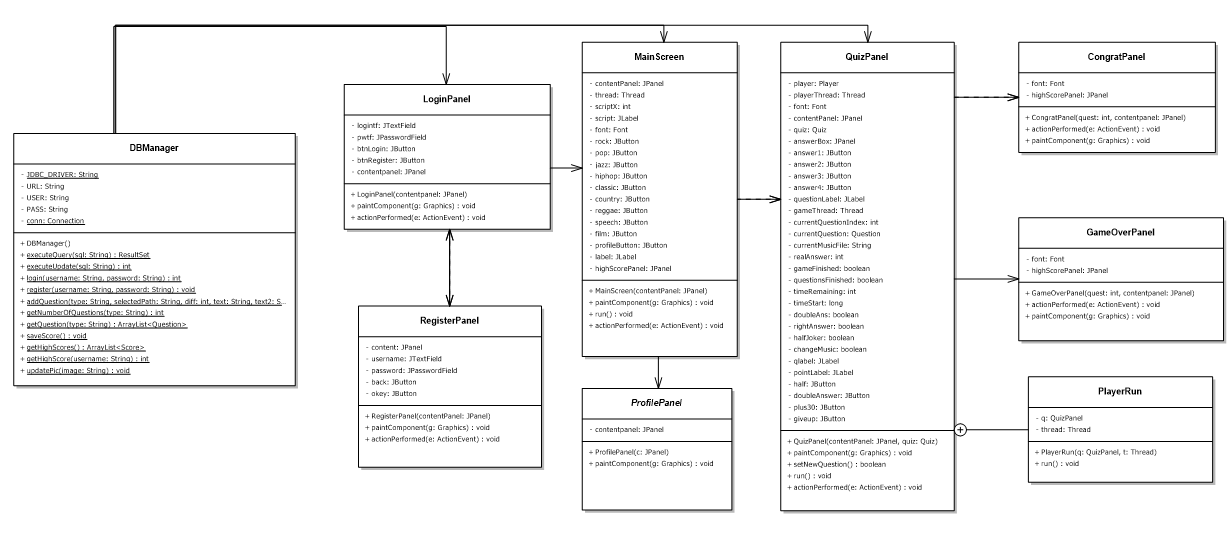 DBManager
- JDBC_DRIVER: String
- URL: String
- USER: String
- PASS: String
- conn: Connection
+ DBManager()
+ executeQuery(sql: String) : ResultSet
+ executeUpdate(sql: String) : int
+ login(username: String, password: String) : int
+ register(username: String, password: String) : void
+ addQuestion(type: String, selectedPath: String, diff: int, text: String, text2: S...
+ getNumberOfQuestions(type: String) : int
+ getQuestion(type: String) : ArrayList<Question>
+ saveScore() : void
+ getHighScores() : ArrayList<Score>
+ getHighScore(username: String) : int
+ updatePic(image: String) : void
LoginPanel
- logintf: JTextField
- pwtf: JPasswordField
- btnLogin: JButton
- btnRegister: JButton
- contentpanel: JPanel
+ LoginPanel(contentpanel: JPanel)
+ paintComponent(g: Graphics) : void
+ actionPerformed(e: ActionEvent) : void
RegisterPanel
- content: JPanel
- username: JTextField
- password: JPasswordField
- back: JButton
- okey: JButton
+ RegisterPanel(contentPanel: JPanel)
+ paintComponent(g: Graphics) : void
+ actionPerformed(e: ActionEvent) : void
MainScreen
- contentPanel: JPanel
- thread: Thread
- scriptX: int
- script: JLabel
- font: Font
- rock: JButton
- pop: JButton
- jazz: JButton
- hiphop: JButton
- classic: JButton
- country: JButton
- reggae: JButton
- speech: JButton
- film: JButton
- profileButton: JButton
- label: JLabel
- highScorePanel: JPanel
+ MainScreen(contentPanel: JPanel)
+ paintComponent(g: Graphics) : void
+ run() : void
+ actionPerformed(e: ActionEvent) : void
ProfilePanel
- contentpanel: JPanel
+ ProfilePanel(c: JPanel)
+ paintComponent(g: Graphics) : void
QuizPanel
- player: Player
- playerThread: Thread
- font: Font
- contentPanel: JPanel
- quiz: Quiz
- answerBox: JPanel
- answer1: JButton
- answer2: JButton
- answer3: JButton
- answer4: JButton
- questionLabel: JLabel
- gameThread: Thread
- currentQuestionIndex: int
- currentQuestion: Question
- currentMusicFile: String
- realAnswer: int
- gameFinished: boolean
- questionsFinished: boolean
- timeRemaining: int
- timeStart: long
- doubleAns: boolean
- rightAnswer: boolean
- halfJoker: boolean
- changeMusic: boolean
- qlabel: JLabel
- pointLabel: JLabel
- half: JButton
- doubleAnswer: JButton
- plus30: JButton
- giveup: JButton
+ QuizPanel(contentPanel: JPanel, quiz: Quiz)
+ paintComponent(g: Graphics) : void
+ setNewQuestion() : boolean
+ run() : void
+ actionPerformed(e: ActionEvent) : void
CongratPanel
- font: Font
- highScorePanel: JPanel
+ CongratPanel(quest: int, contentpanel: JPanel)
+ actionPerformed(e: ActionEvent) : void
+ paintComponent(g: Graphics) : void
GameOverPanel
- font: Font
- highScorePanel: JPanel
+ GameOverPanel(quest: int, contentpanel: JPanel)
+ actionPerformed(e: ActionEvent) : void
+ paintComponent(g: Graphics) : void
PlayerRun
- q: QuizPanel
- thread: Thread
+ PlayerRun(q: QuizPanel, t: Thread)
+ run() : void